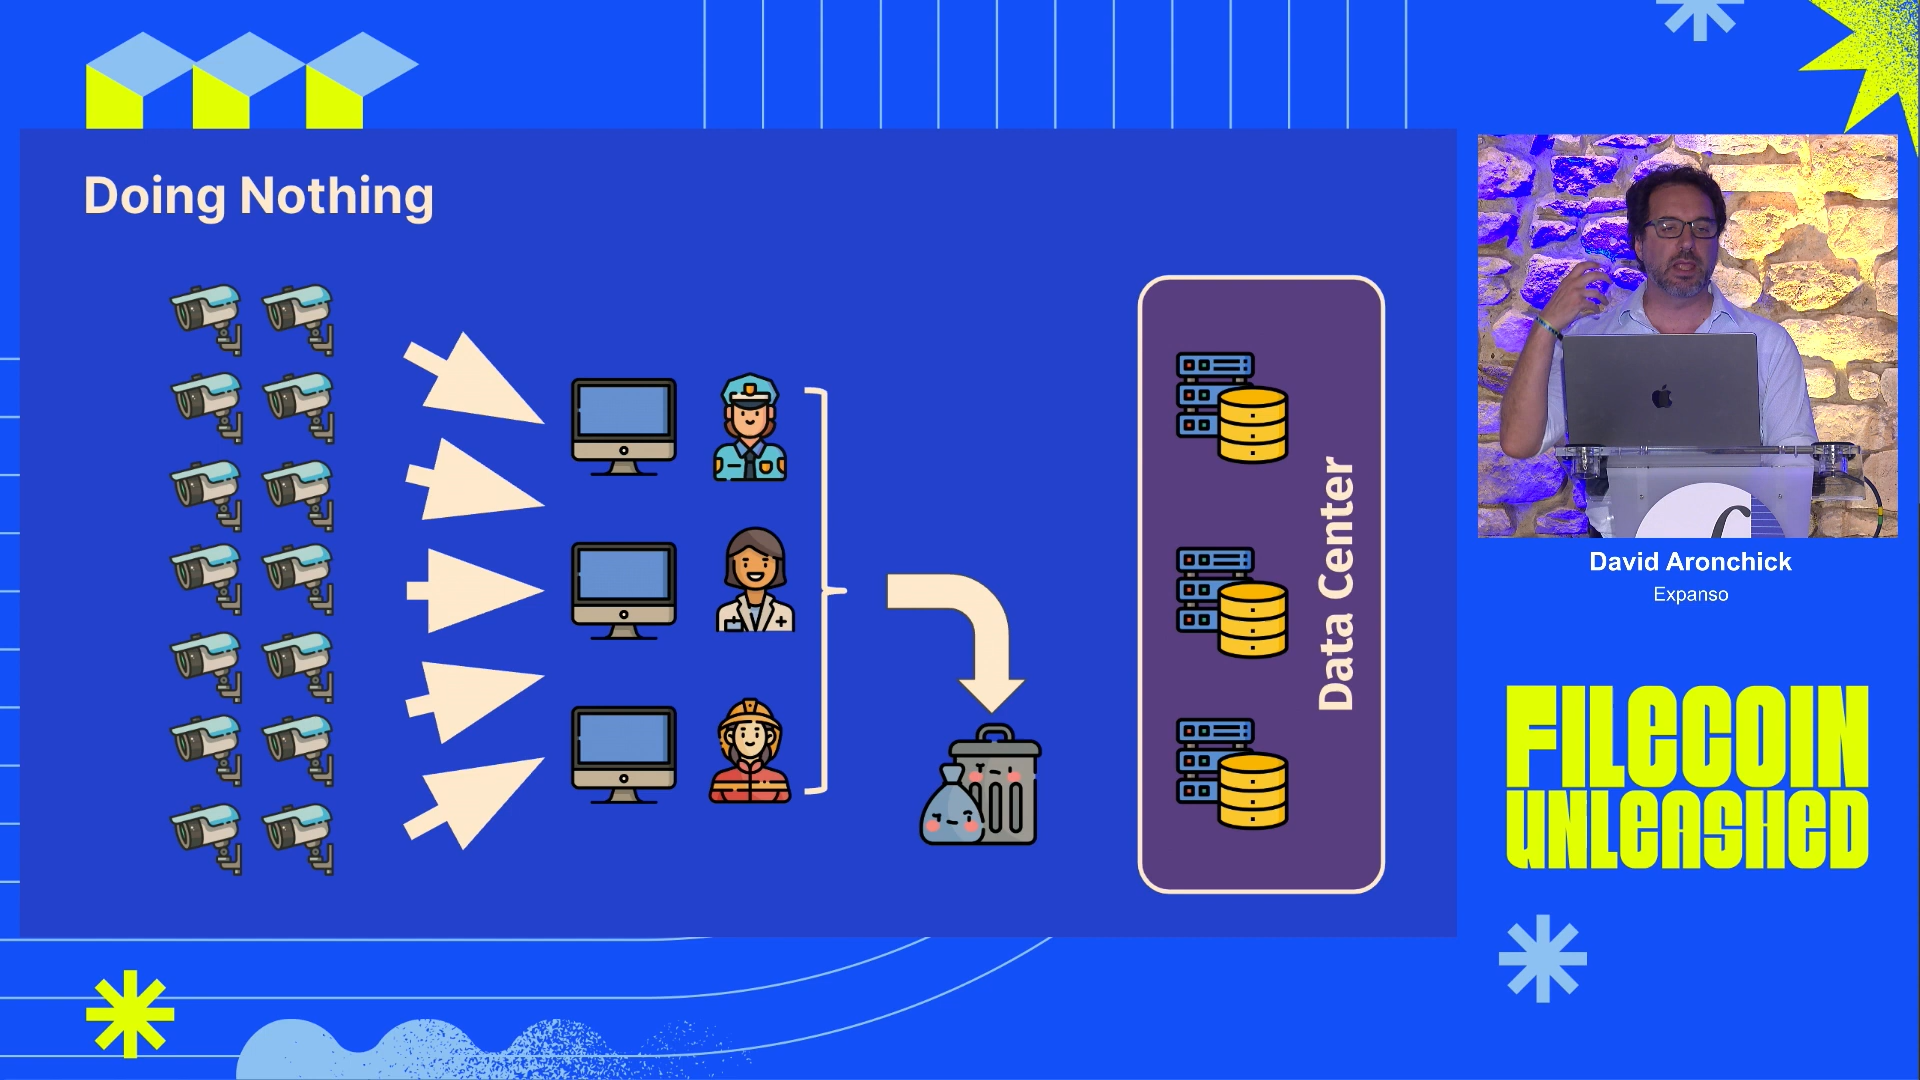 Doing Nothing
Data Center
David Aronchick
Expanso
FILECOIN
UNLEASHED